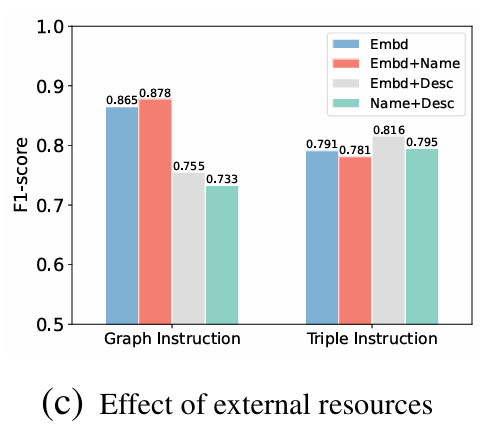 1.0
0.9
0.8
0.7
0.6
0.5
F1-score
Embd
Embd+Name
Embd+Desc
Name+Desc
0.865
0.878
0.755
0.733
0.791
0.781
0.816
0.795
Graph Instruction
Triple Instruction
(c) Effect of external resources